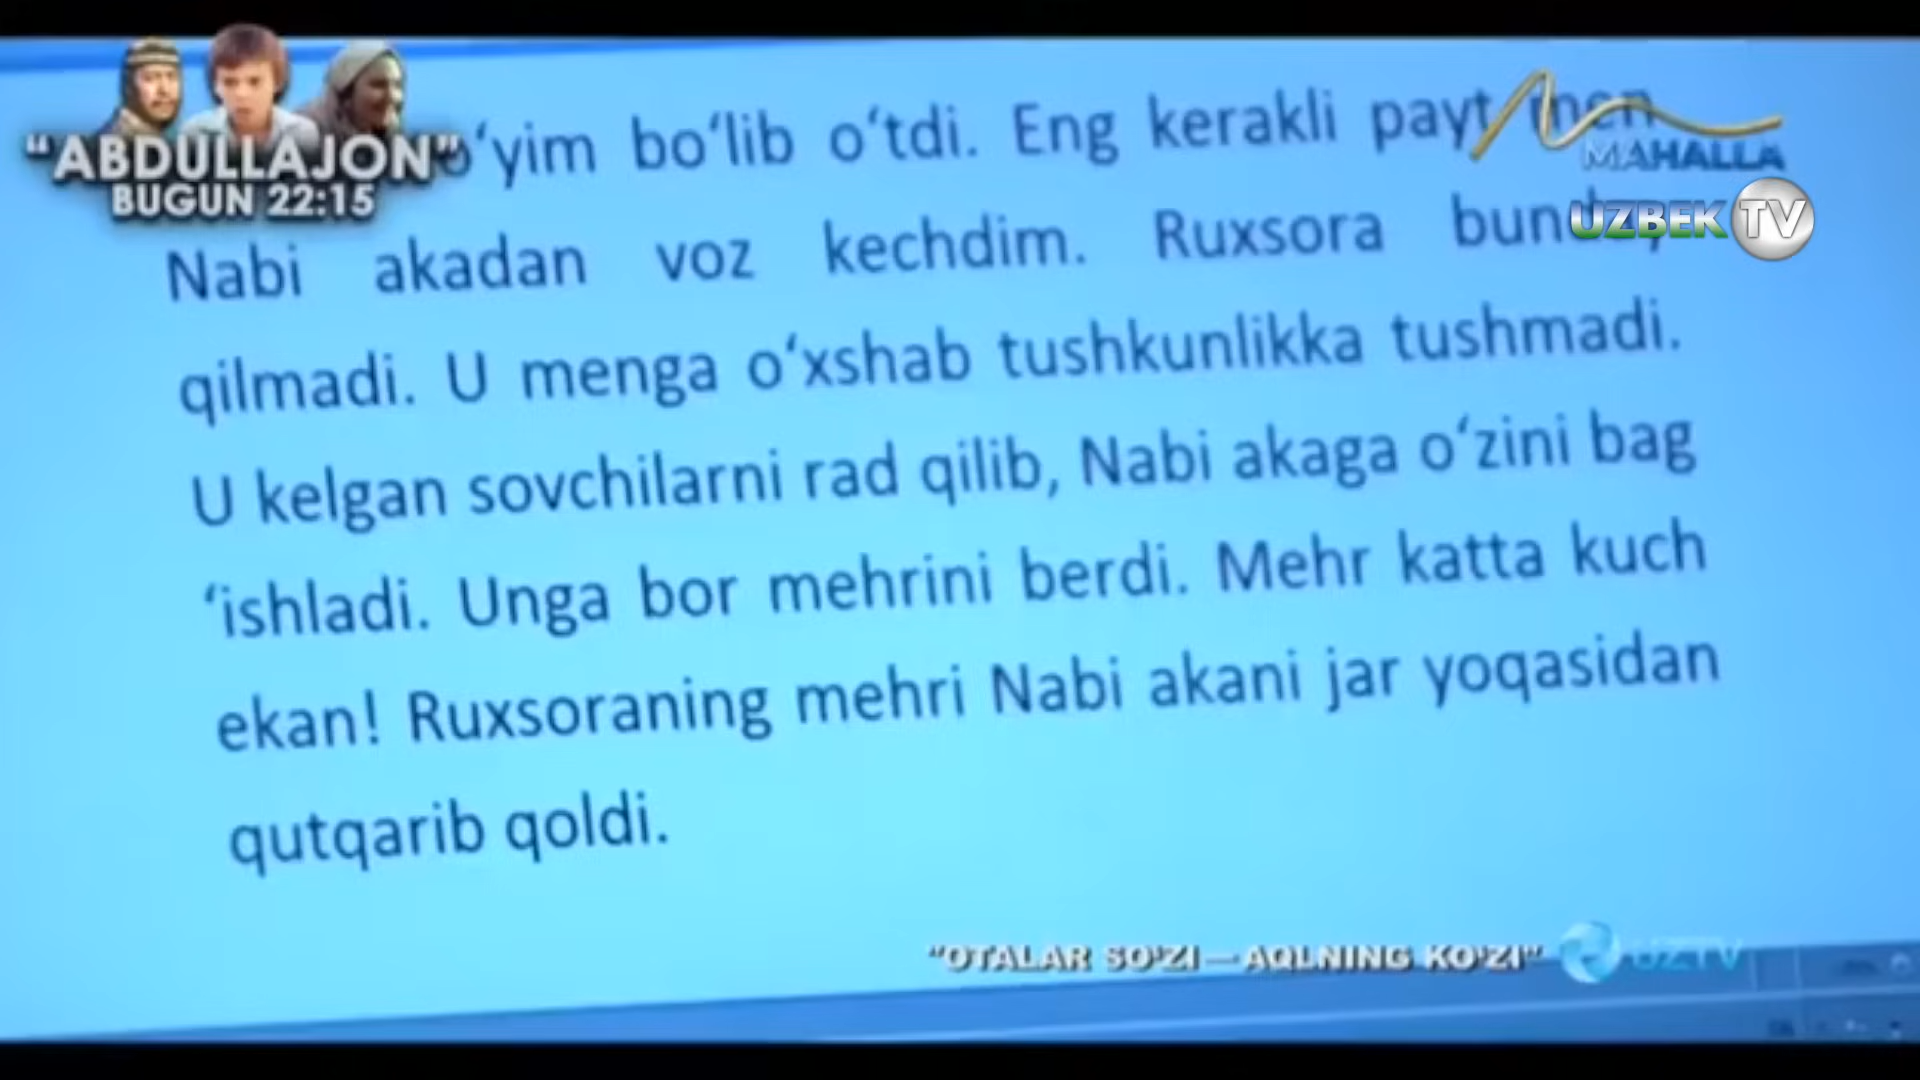 "ABDULLAJON"
BUGUN 22:15
MAHALLA
UZBEK TV
bo‘lib o‘tdi. Eng kerakli payt men
Nabi akadan voz kechdim. Ruxsora
qilmadi. U menga o‘xshab tushkunlikka tushmadi.
U kelgan sovchilarni rad qilib, Nabi akaga o‘zini bag
‘ishladi. Unga bor mehrini berdi. Mehr katta kuch
ekan! Ruxsoraning mehri Nabi akani jar yoqasidan
qutqarib qoldi.
"OTALAR SO'ZI — AQLNING KO'ZI"
UZTV